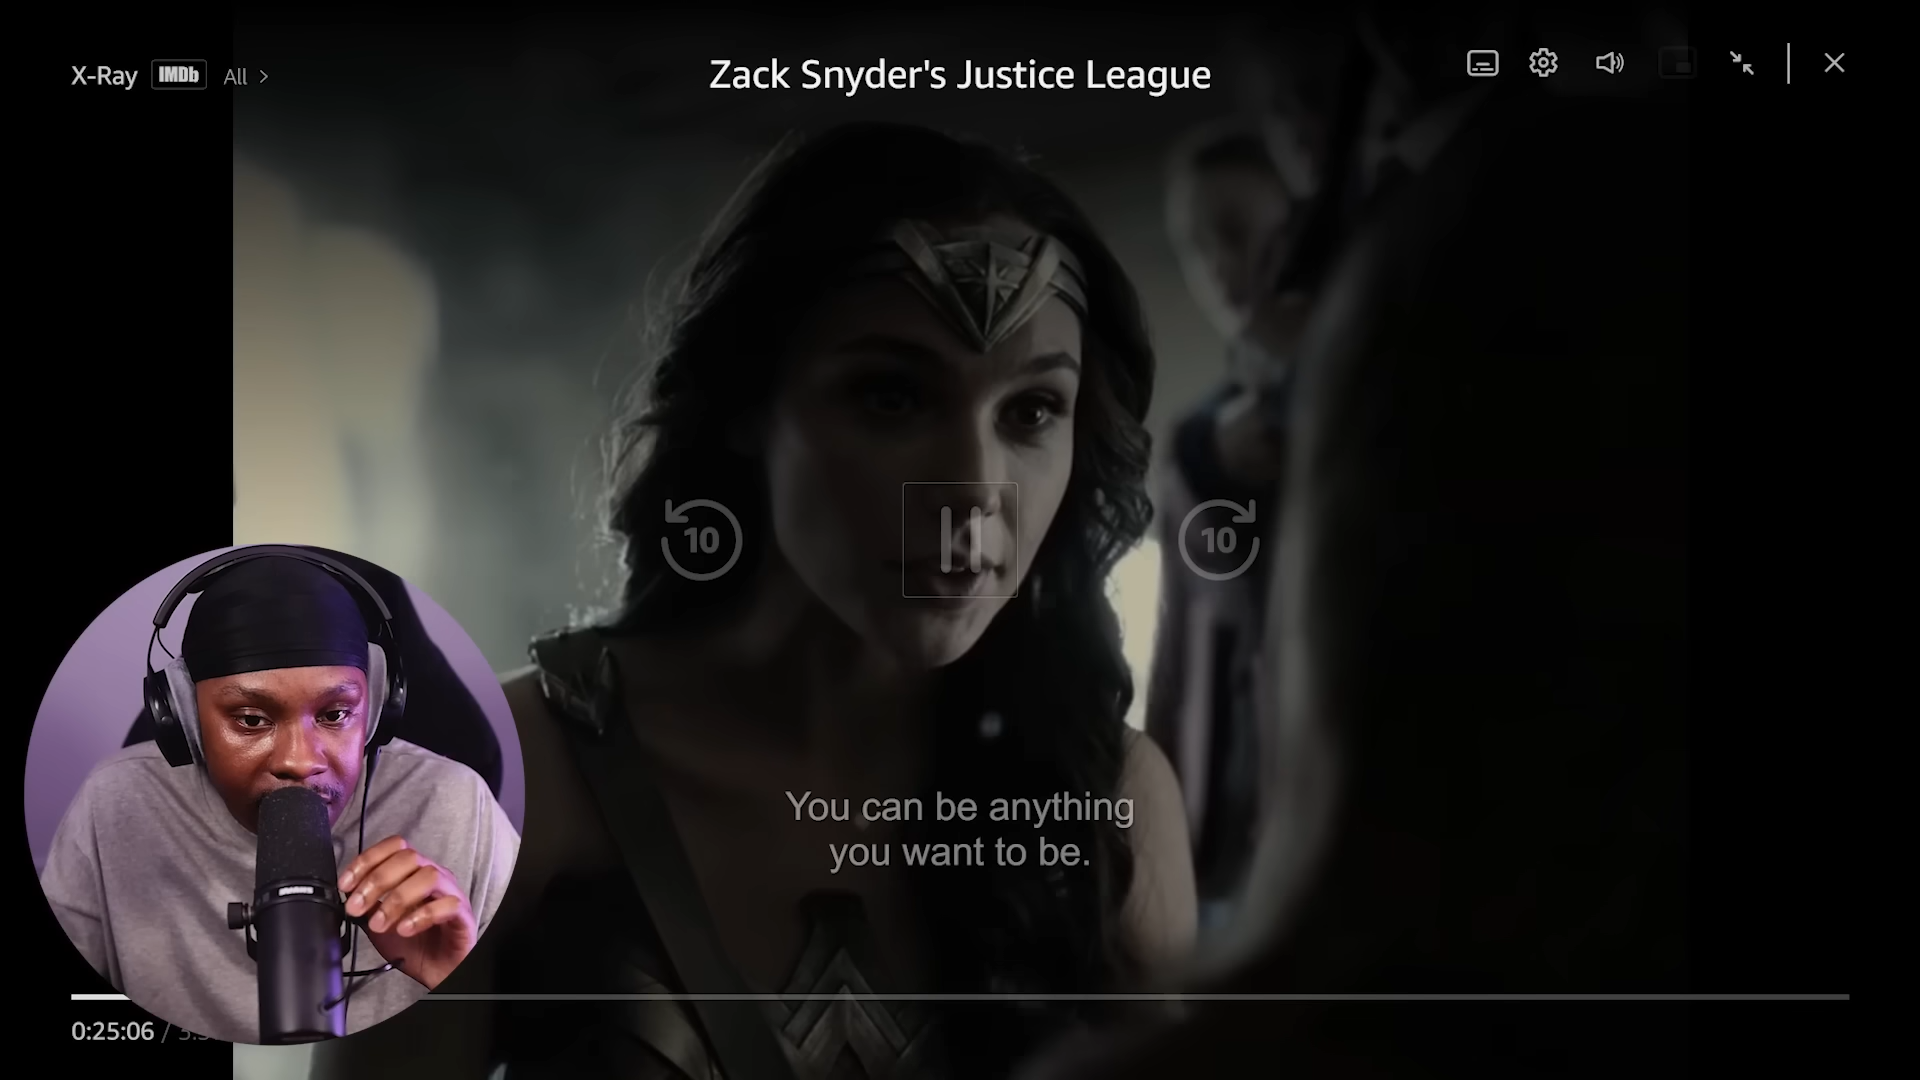 X-Ray IMDb All
Zack Snyder's Justice League
10
10
You can be anything
you want to be.
0:25:06 /